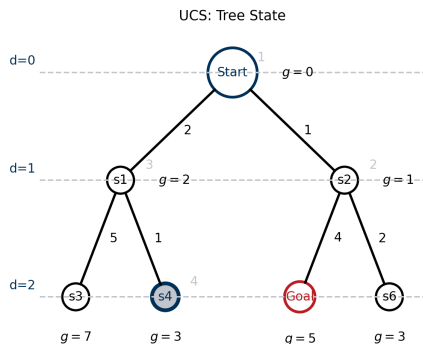 UCS: Tree State
d=0
Start
1
g=0
2
1
d=1
s1
3
g=2
s2
2
g=1
5
1
4
2
d=2
s3
s4
4
Goal
s6
g=7
g=3
g=5
g=3